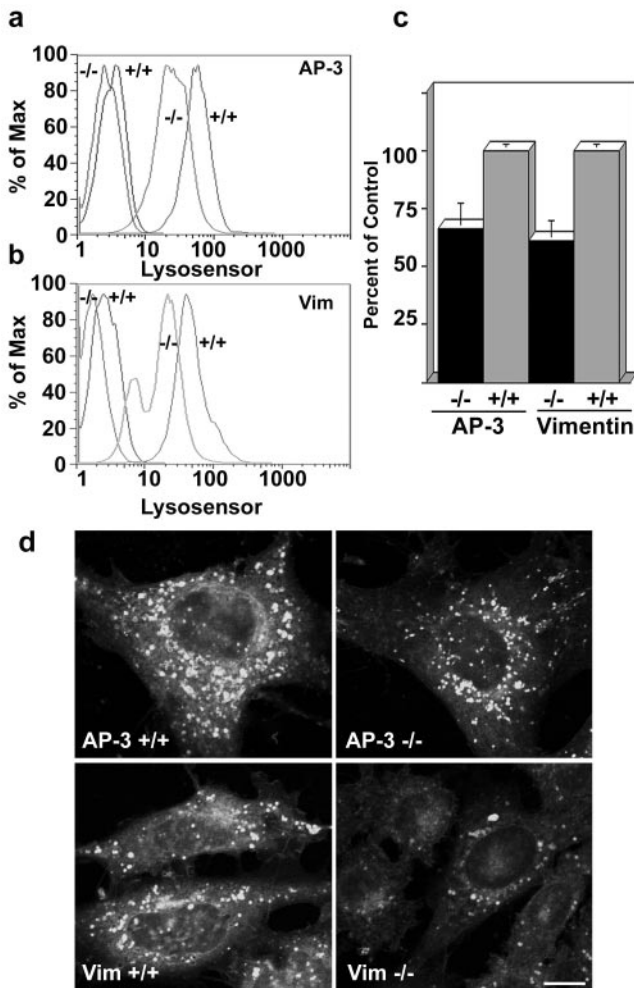 a
100
80
60
40
20
0
-/- +/+
-/- +/+
AP-3
% of Max
1 10 100 1000
Lysosensor
b
100
80
60
40
20
0
-/- +/+
-/- +/+
Vim
% of Max
1 10 100 1000
Lysosensor
c
100
75
50
25
Percent of Control
-/- +/+ -/- +/+
AP-3 Vimentin
d
AP-3 +/+
AP-3 -/-
Vim +/+
Vim -/-